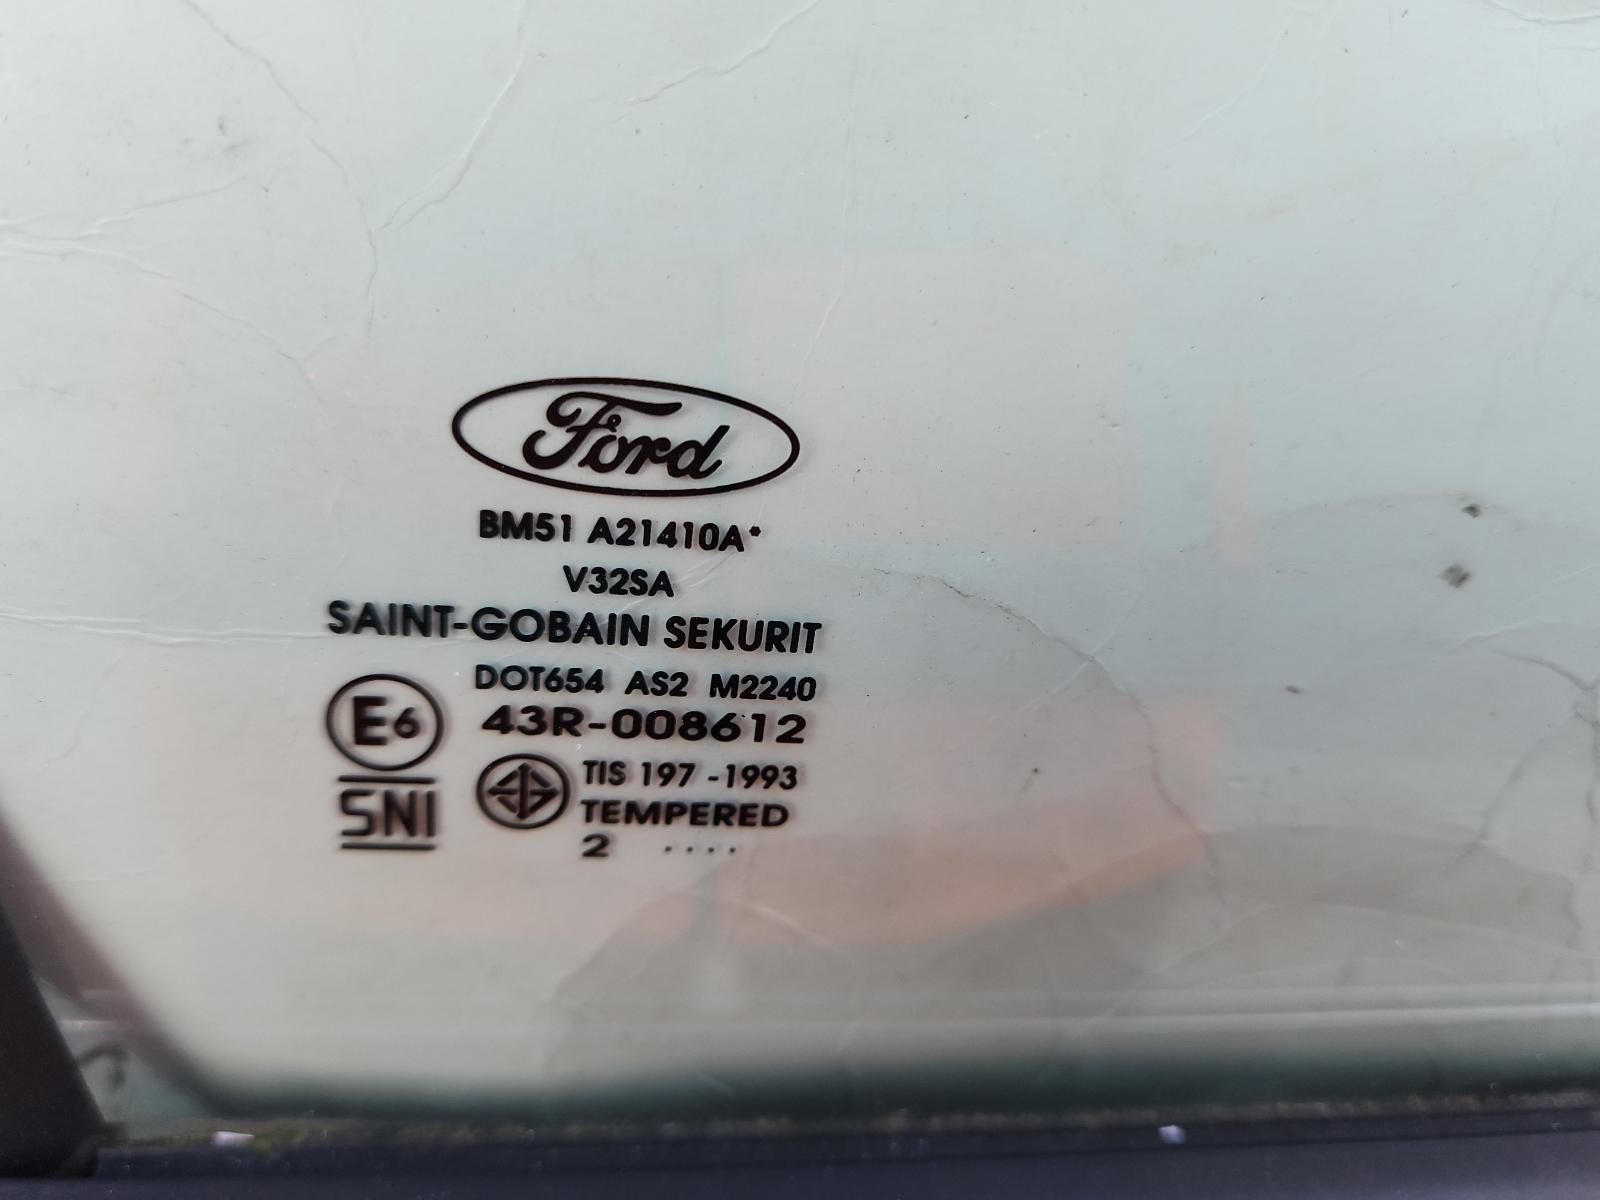 Ford
BM51 A21410A*
V32SA
SAINT-GOBAIN SEKURIT
DOT654 AS2 M2240
E6 43R-008612
SNI
TIS 197 -1993
TEMPERED
2 ....